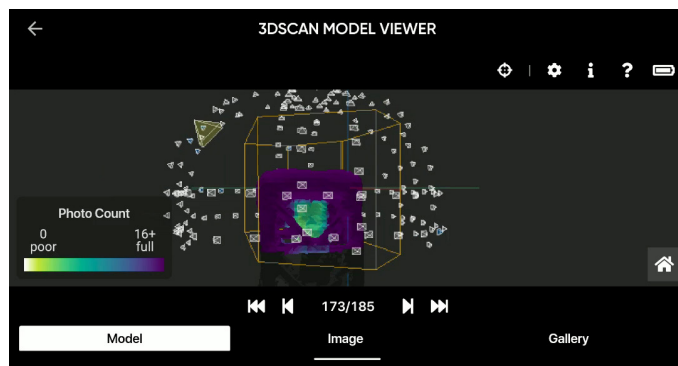 3DSCAN MODEL VIEWER
Photo Count
0 16+
poor full
173/185
Model Image Gallery